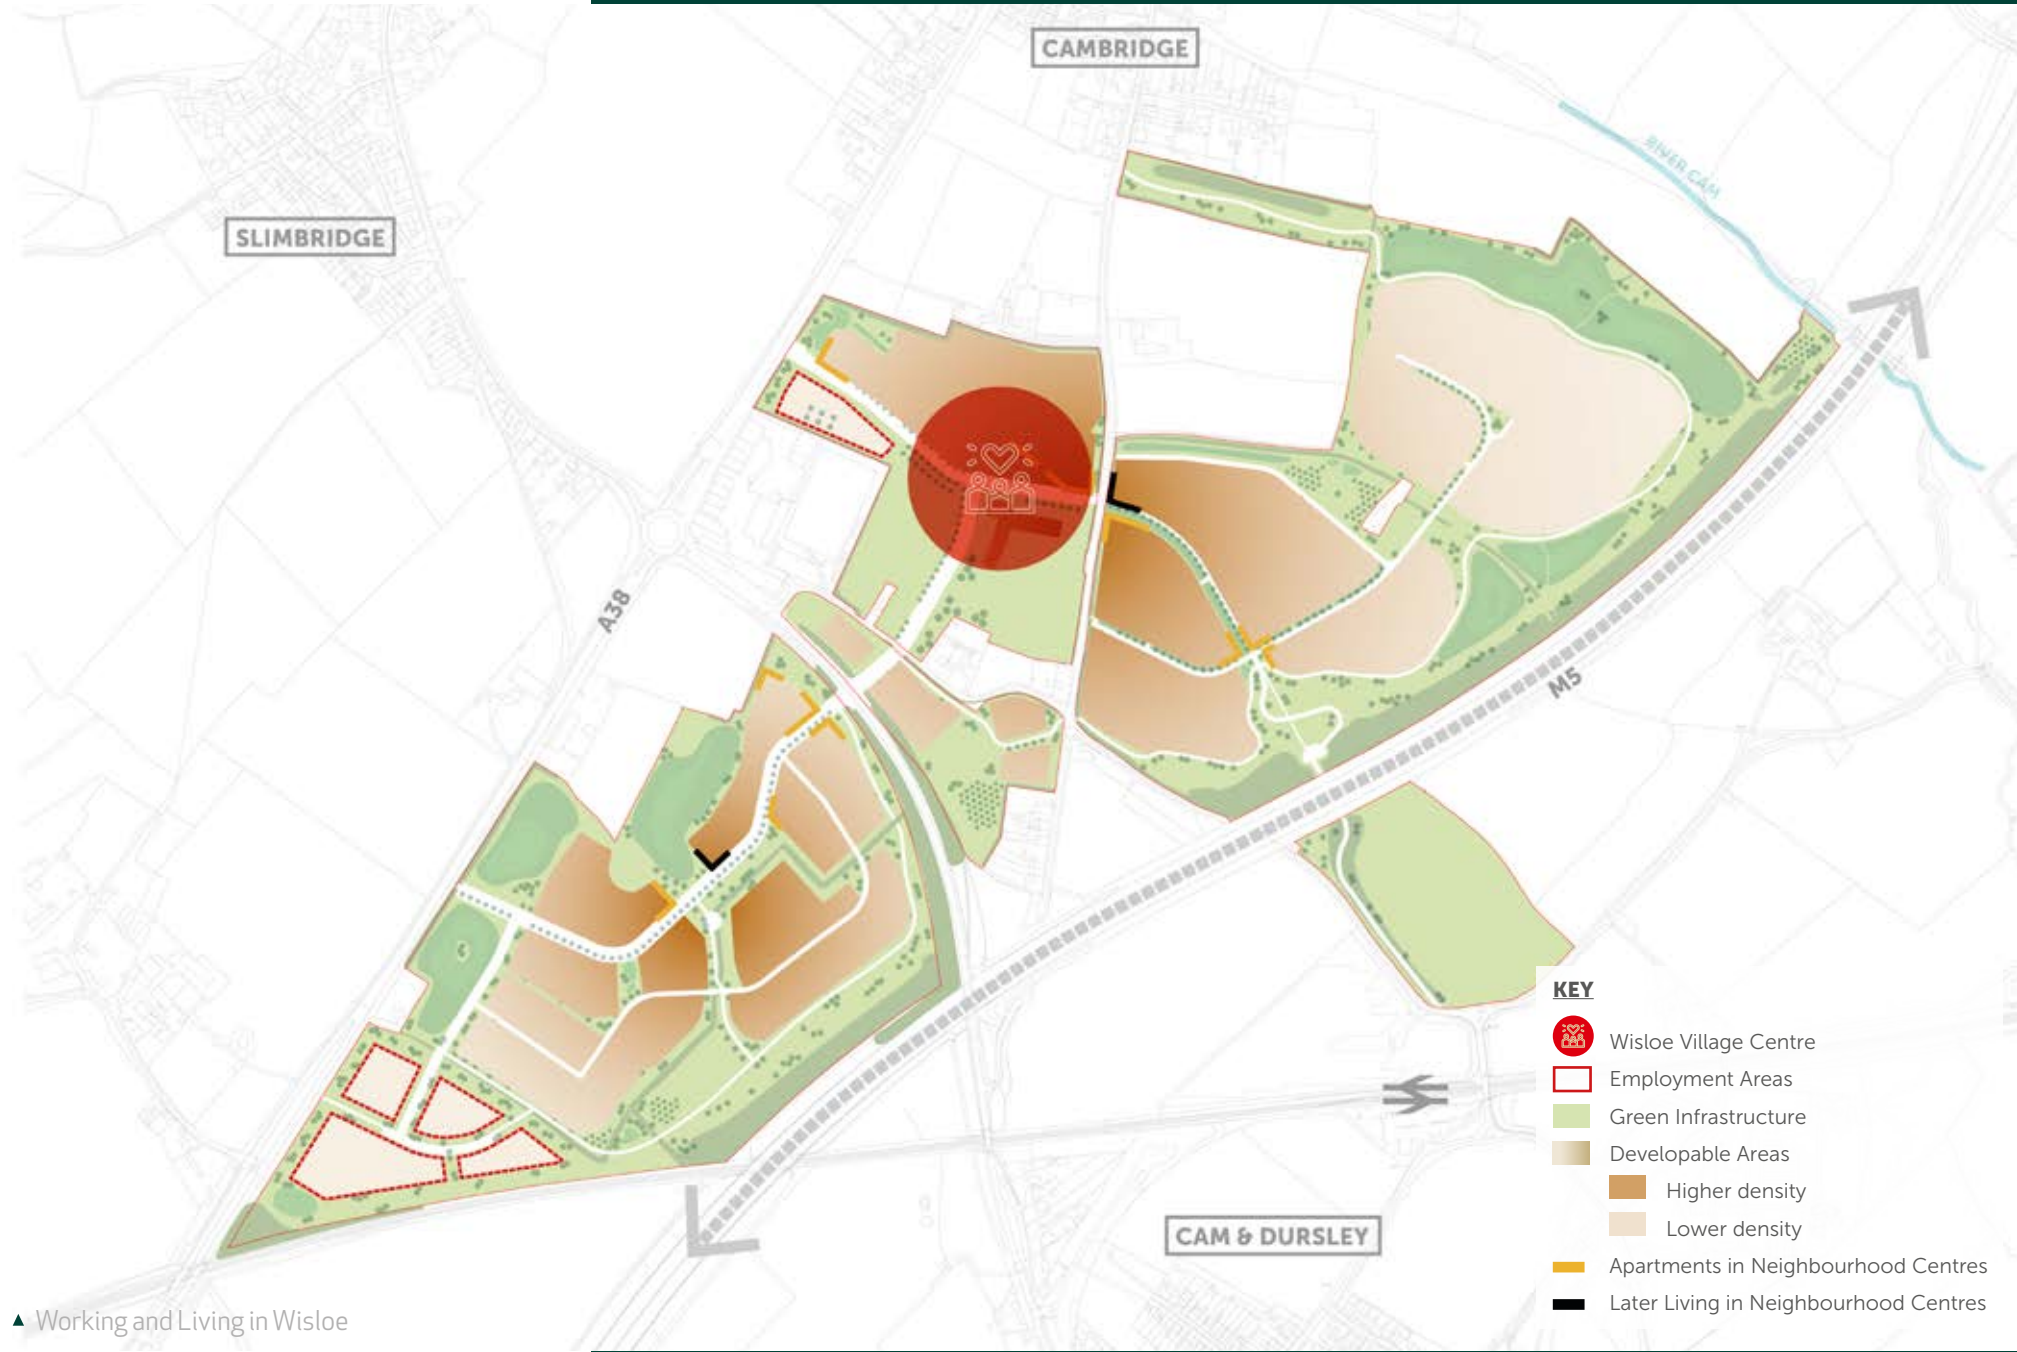 CAMBRIDGE
RIVER CAM
SLIMBRIDGE
A38
M5
CAM & DURSLEY
KEY
Wisloe Village Centre
Employment Areas
Green Infrastructure
Developable Areas
Higher density
Lower density
Apartments in Neighbourhood Centres
Later Living in Neighbourhood Centres
▲ Working and Living in Wisloe